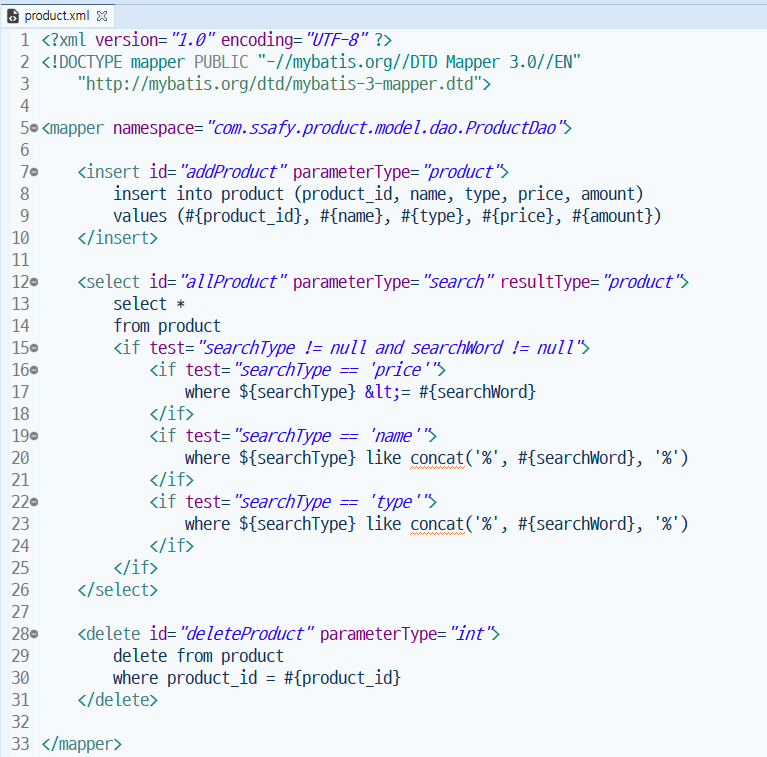 product.xml
1 <?xml version="1.0" encoding="UTF-8" ?>
2 <!DOCTYPE mapper PUBLIC "-//mybatis.org//DTD Mapper 3.0//EN"
3     "http://mybatis.org/dtd/mybatis-3-mapper.dtd">
4
5 <mapper namespace="com.ssafy.product.model.dao.ProductDao">
6
7     <insert id="addProduct" parameterType="product">
8         insert into product (product_id, name, type, price, amount)
9         values (#{product_id}, #{name}, #{type}, #{price}, #{amount})
10     </insert>
11
12     <select id="allProduct" parameterType="search" resultType="product">
13         select *
14         from product
15         <if test="searchType != null and searchWord != null">
16             <if test="searchType == 'price'">
17                 where ${searchType} &lt;= #{searchWord}
18             </if>
19             <if test="searchType == 'name'">
20                 where ${searchType} like concat('%', #{searchWord}, '%')
21             </if>
22             <if test="searchType == 'type'">
23                 where ${searchType} like concat('%', #{searchWord}, '%')
24             </if>
25         </if>
26     </select>
27
28     <delete id="deleteProduct" parameterType="int">
29         delete from product
30         where product_id = #{product_id}
31     </delete>
32
33 </mapper>